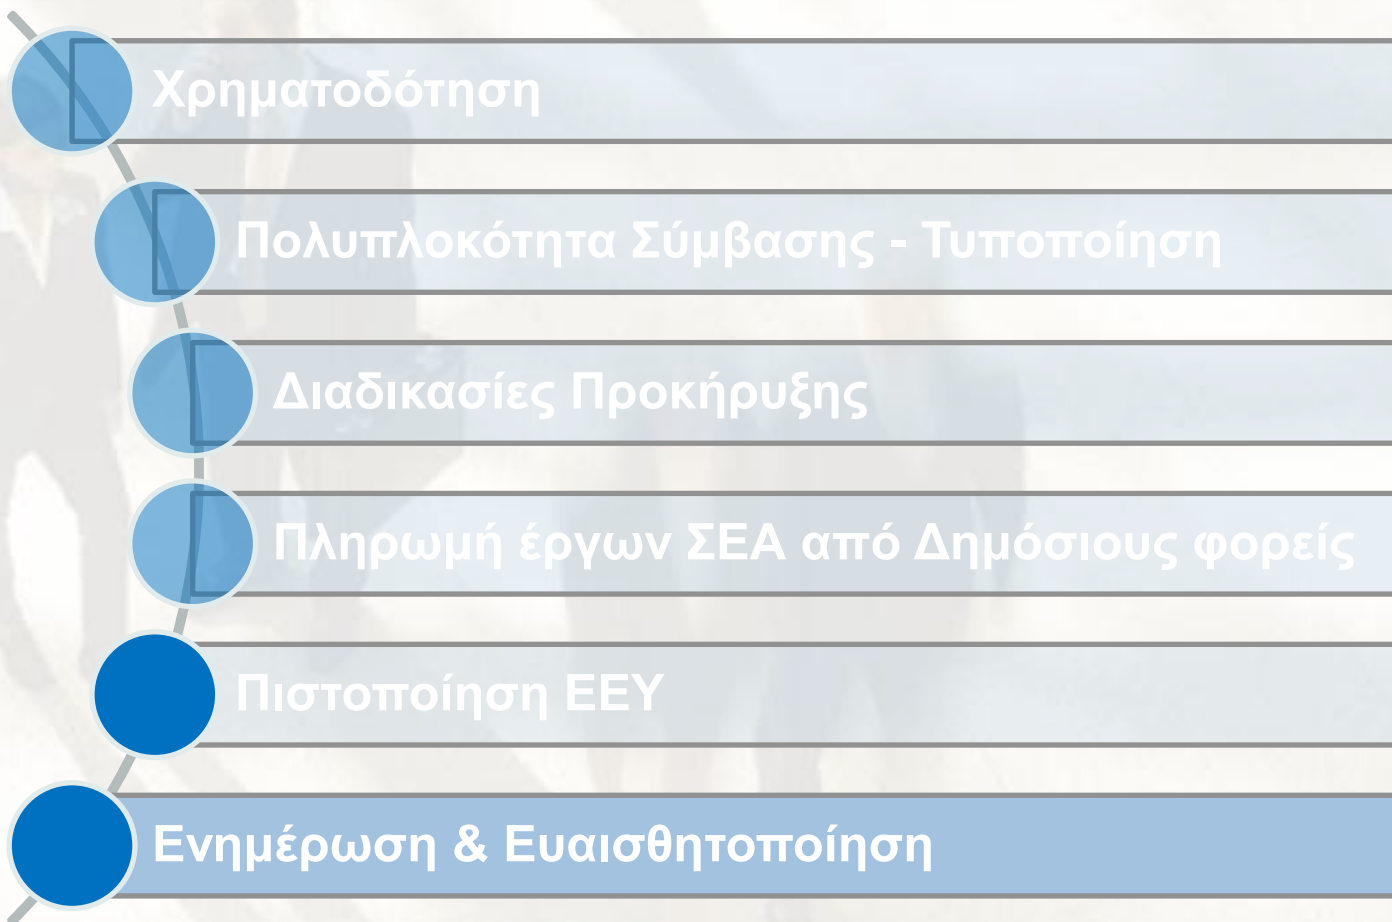 Χρηματοδότηση
Πολυπλοκότητα Σύμβασης - Τυποποίηση
Διαδικασίες Προκήρυξης
Πληρωμή έργων ΣΕΑ από Δημόσιους φορείς
Πιστοποίηση ΕΕΥ
Ενημέρωση & Ευαισθητοποίηση